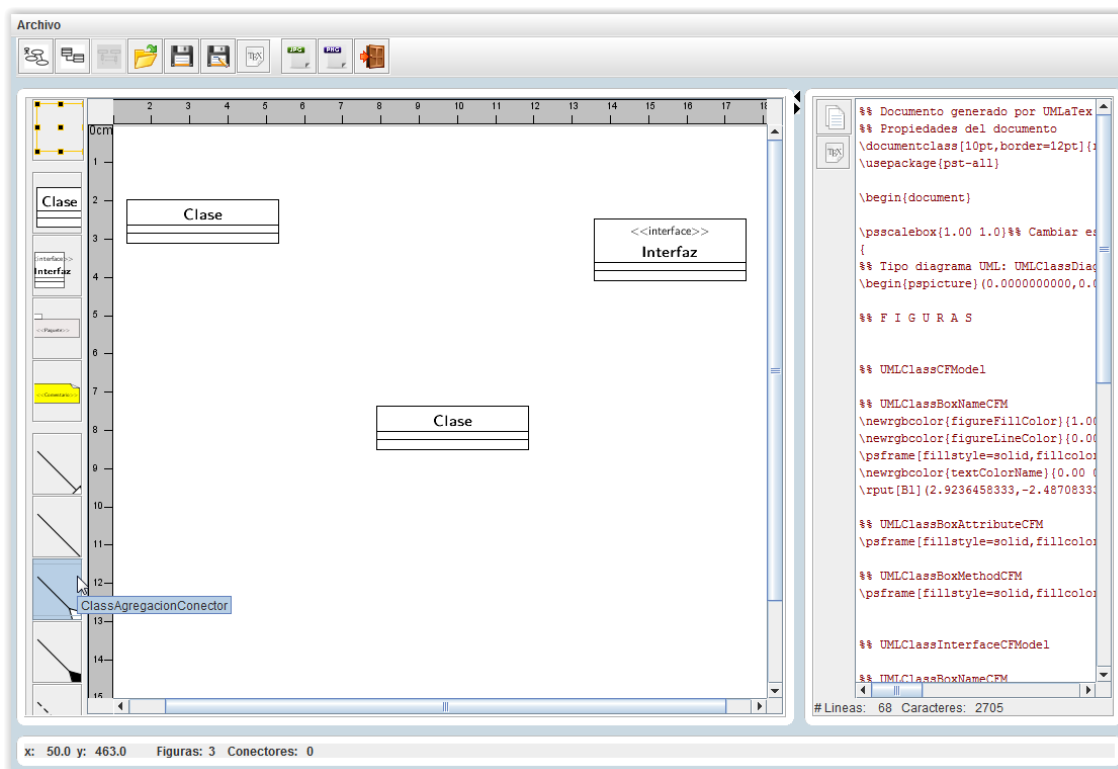 Archivo
TEX
JPG
PNG
2 3 4 5 6 7 8 9 10 11 12 13 14 15 16 17 18
0cm
1
2
3
4
5
6
7
8
9
10
11
12
13
14
15
Clase
<<interface>>
Interfaz
<<Paquete>>
<<Comentario>>
ClassAgregacionConector
Clase
<<interface>>
Interfaz
Clase
TEX
%% Documento generado por UMLaTex
%% Propiedades del documento
\documentclass[10pt,border=12pt]{
\usepackage{pst-all}
\begin{document}
\psscalebox{1.00 1.0}%% Cambiar es
{
%% Tipo diagrama UML: UMLClassDiag
\begin{pspicture}(0.0000000000,0.0
%% F I G U R A S
%% UMLClassCFModel
%% UMLClassBoxNameCFM
\newrgbcolor{figureFillColor}{1.00
\newrgbcolor{figureLineColor}{0.00
\psframe[fillstyle=solid,fillcolor
\newrgbcolor{textColorName}{0.00 0
\rput[Bl](2.9236458333,-2.48708333
%% UMLClassBoxAttributeCFM
\psframe[fillstyle=solid,fillcolor
%% UMLClassBoxMethodCFM
\psframe[fillstyle=solid,fillcolor
%% UMLClassInterfaceCFModel
%% UMLClassBoxNameCFM
# Lineas: 68 Caracteres: 2705
x: 50.0 y: 463.0 Figuras: 3 Conectores: 0